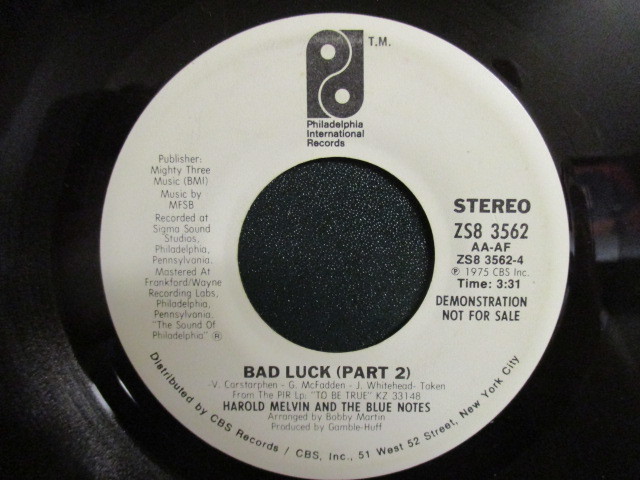 T.M.
Philadelphia
International
Records
Publisher:
Mighty Three
Music (BMI)
Music by
MFSB
Recorded at
Sigma Sound
Studios,
Philadelphia,
Pennsylvania.
Mastered At
Frankford/Wayne
Recording Labs,
Philadelphia,
Pennsylvania,
"The Sound Of
Philadelphia" ®
STEREO
ZS8 3562
AA-AF
ZS8 3562-4
℗ 1975 CBS Inc.
Time: 3:31
DEMONSTRATION
NOT FOR SALE
BAD LUCK (PART 2)
-V. Carstarphen - G. McFadden - J. Whitehead- Taken
From The PIR Lp: "TO BE TRUE" KZ 33148
HAROLD MELVIN AND THE BLUE NOTES
Arranged by Bobby Martin
Produced by Gamble-Huff
Distributed by CBS Records / CBS, Inc., 51 West 52 Street, New York City